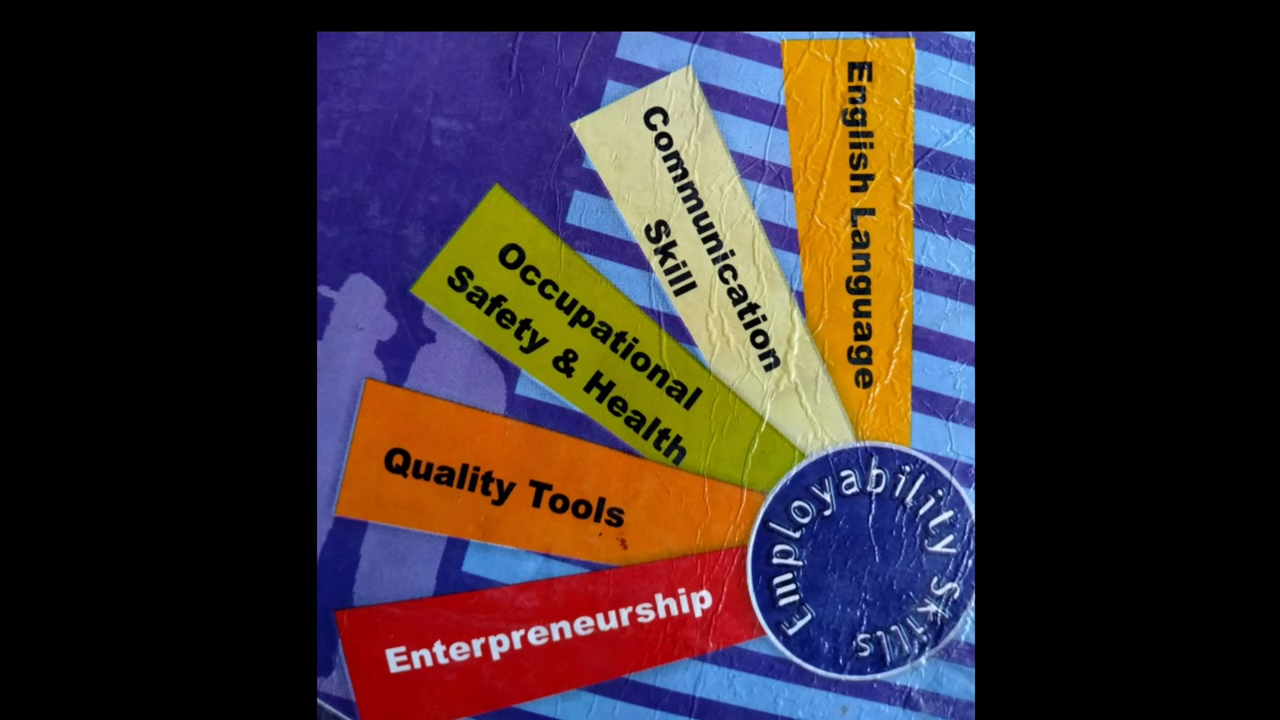 English Language
Communication
Skill
Occupational
Safety & Health
Quality Tools
Enterpreneurship
Employability Skills